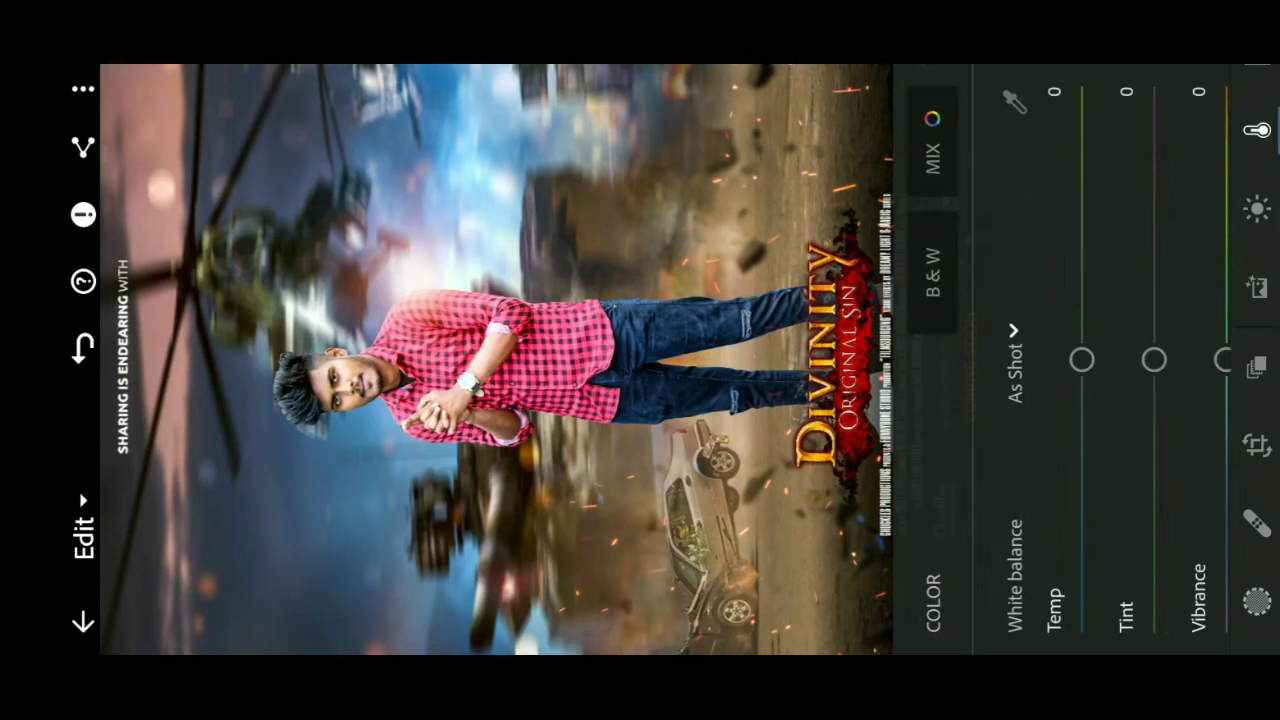 Edit
SHARING IS ENDEARING WITH
DIVINITY
ORIGINAL SIN
COLOR
B & W
MIX
White balance
As Shot
Temp
0
Tint
0
Vibrance
0